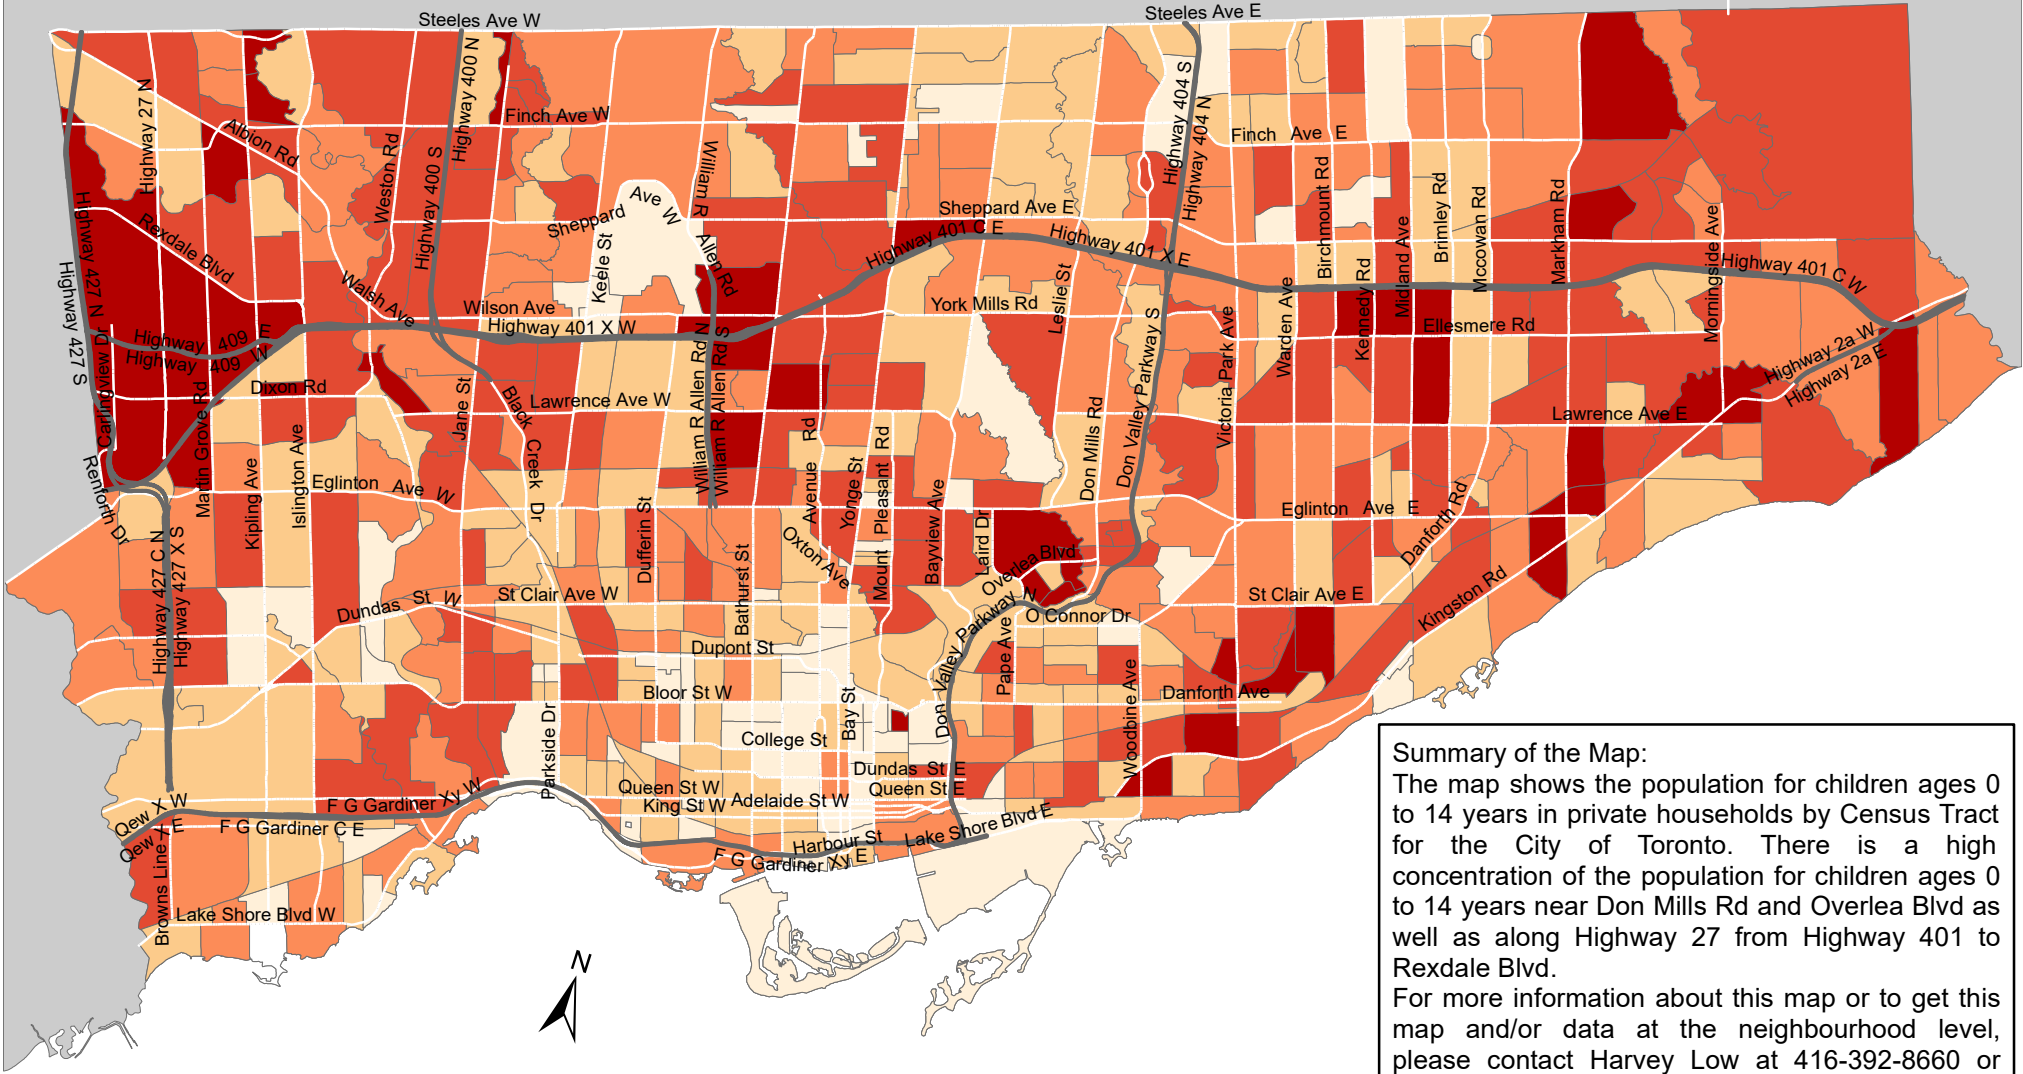 Steeles Ave W
Steeles Ave E
Highway 27 N
Albion Rd
Weston Rd
Highway 400 N
Highway 400 S
Finch Ave W
William R
Allen Rd
Sheppard Ave W
Keele St
Sheppard Ave E
Highway 401 C E
Highway 401 X E
Highway 404 S
Highway 404 N
Finch Ave E
Birchmount Rd
Kennedy Rd
Midland Ave
Brimley Rd
Mccowan Rd
Markham Rd
Morningside Ave
Highway 401 C W
Highway 427 N
Highway 427 S
Rexdale Blvd
Walsh Ave
Wilson Ave
Highway 401 X W
York Mills Rd
Leslie St
Warden Ave
Ellesmere Rd
Highway 2a W
Highway 2a E
Highway 409 E
Highway 409 W
Carlingview Dr
Dixon Rd
Martin Grove Rd
Jane St
Black Creek Dr
Lawrence Ave W
William R Allen Rd N
William R Allen Rd S
Don Valley Parkway S
Victoria Park Ave
Lawrence Ave E
Renforth Dr
Kipling Ave
Islington Ave
Eglinton Ave W
Dufferin St
Avenue Rd
Yonge St
Mount Pleasant Rd
Bayview Ave
Laird Dr
Don Mills Rd
Eglinton Ave E
Danforth Rd
Highway 427 C N
Highway 427 X S
Dundas St W
St Clair Ave W
Bathurst St
Oxton Ave
Overlea Blvd
Don Valley Parkway N
O Connor Dr
St Clair Ave E
Kingston Rd
Dupont St
Pape Ave
Bloor St W
Bay St
Woodbine Ave
Danforth Ave
Parkside Dr
College St
Dundas St E
Queen St W
Queen St E
King St W
Adelaide St W
Qew X W
Qew X E
F G Gardiner Xy W
F G Gardiner C E
Harbour St
Lake Shore Blvd E
F G Gardiner Xy E
Browns Line
Lake Shore Blvd W
N
Summary of the Map:
The map shows the population for children ages 0
to 14 years in private households by Census Tract
for the City of Toronto. There is a high
concentration of the population for children ages 0
to 14 years near Don Mills Rd and Overlea Blvd as
well as along Highway 27 from Highway 401 to
Rexdale Blvd.
For more information about this map or to get this
map and/or data at the neighbourhood level,
please contact Harvey Low at 416-392-8660 or